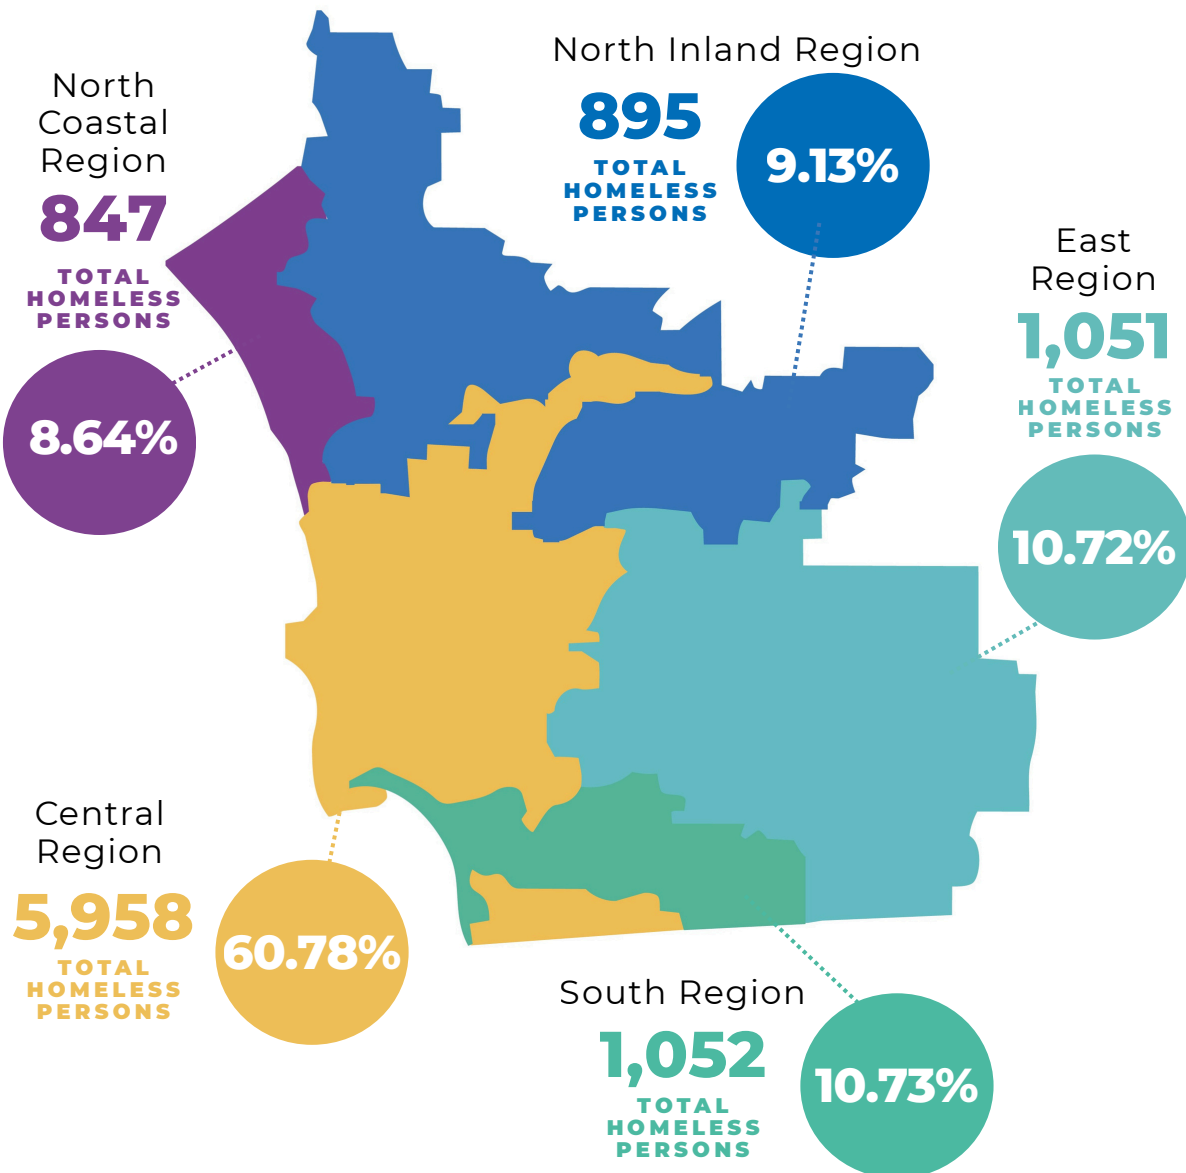 North Inland Region
895
TOTAL
HOMELESS
PERSONS
9.13%
North
Coastal
Region
847
TOTAL
HOMELESS
PERSONS
8.64%
East
Region
1,051
TOTAL
HOMELESS
PERSONS
10.72%
Central
Region
5,958
TOTAL
HOMELESS
PERSONS
60.78%
South Region
1,052
TOTAL
HOMELESS
PERSONS
10.73%